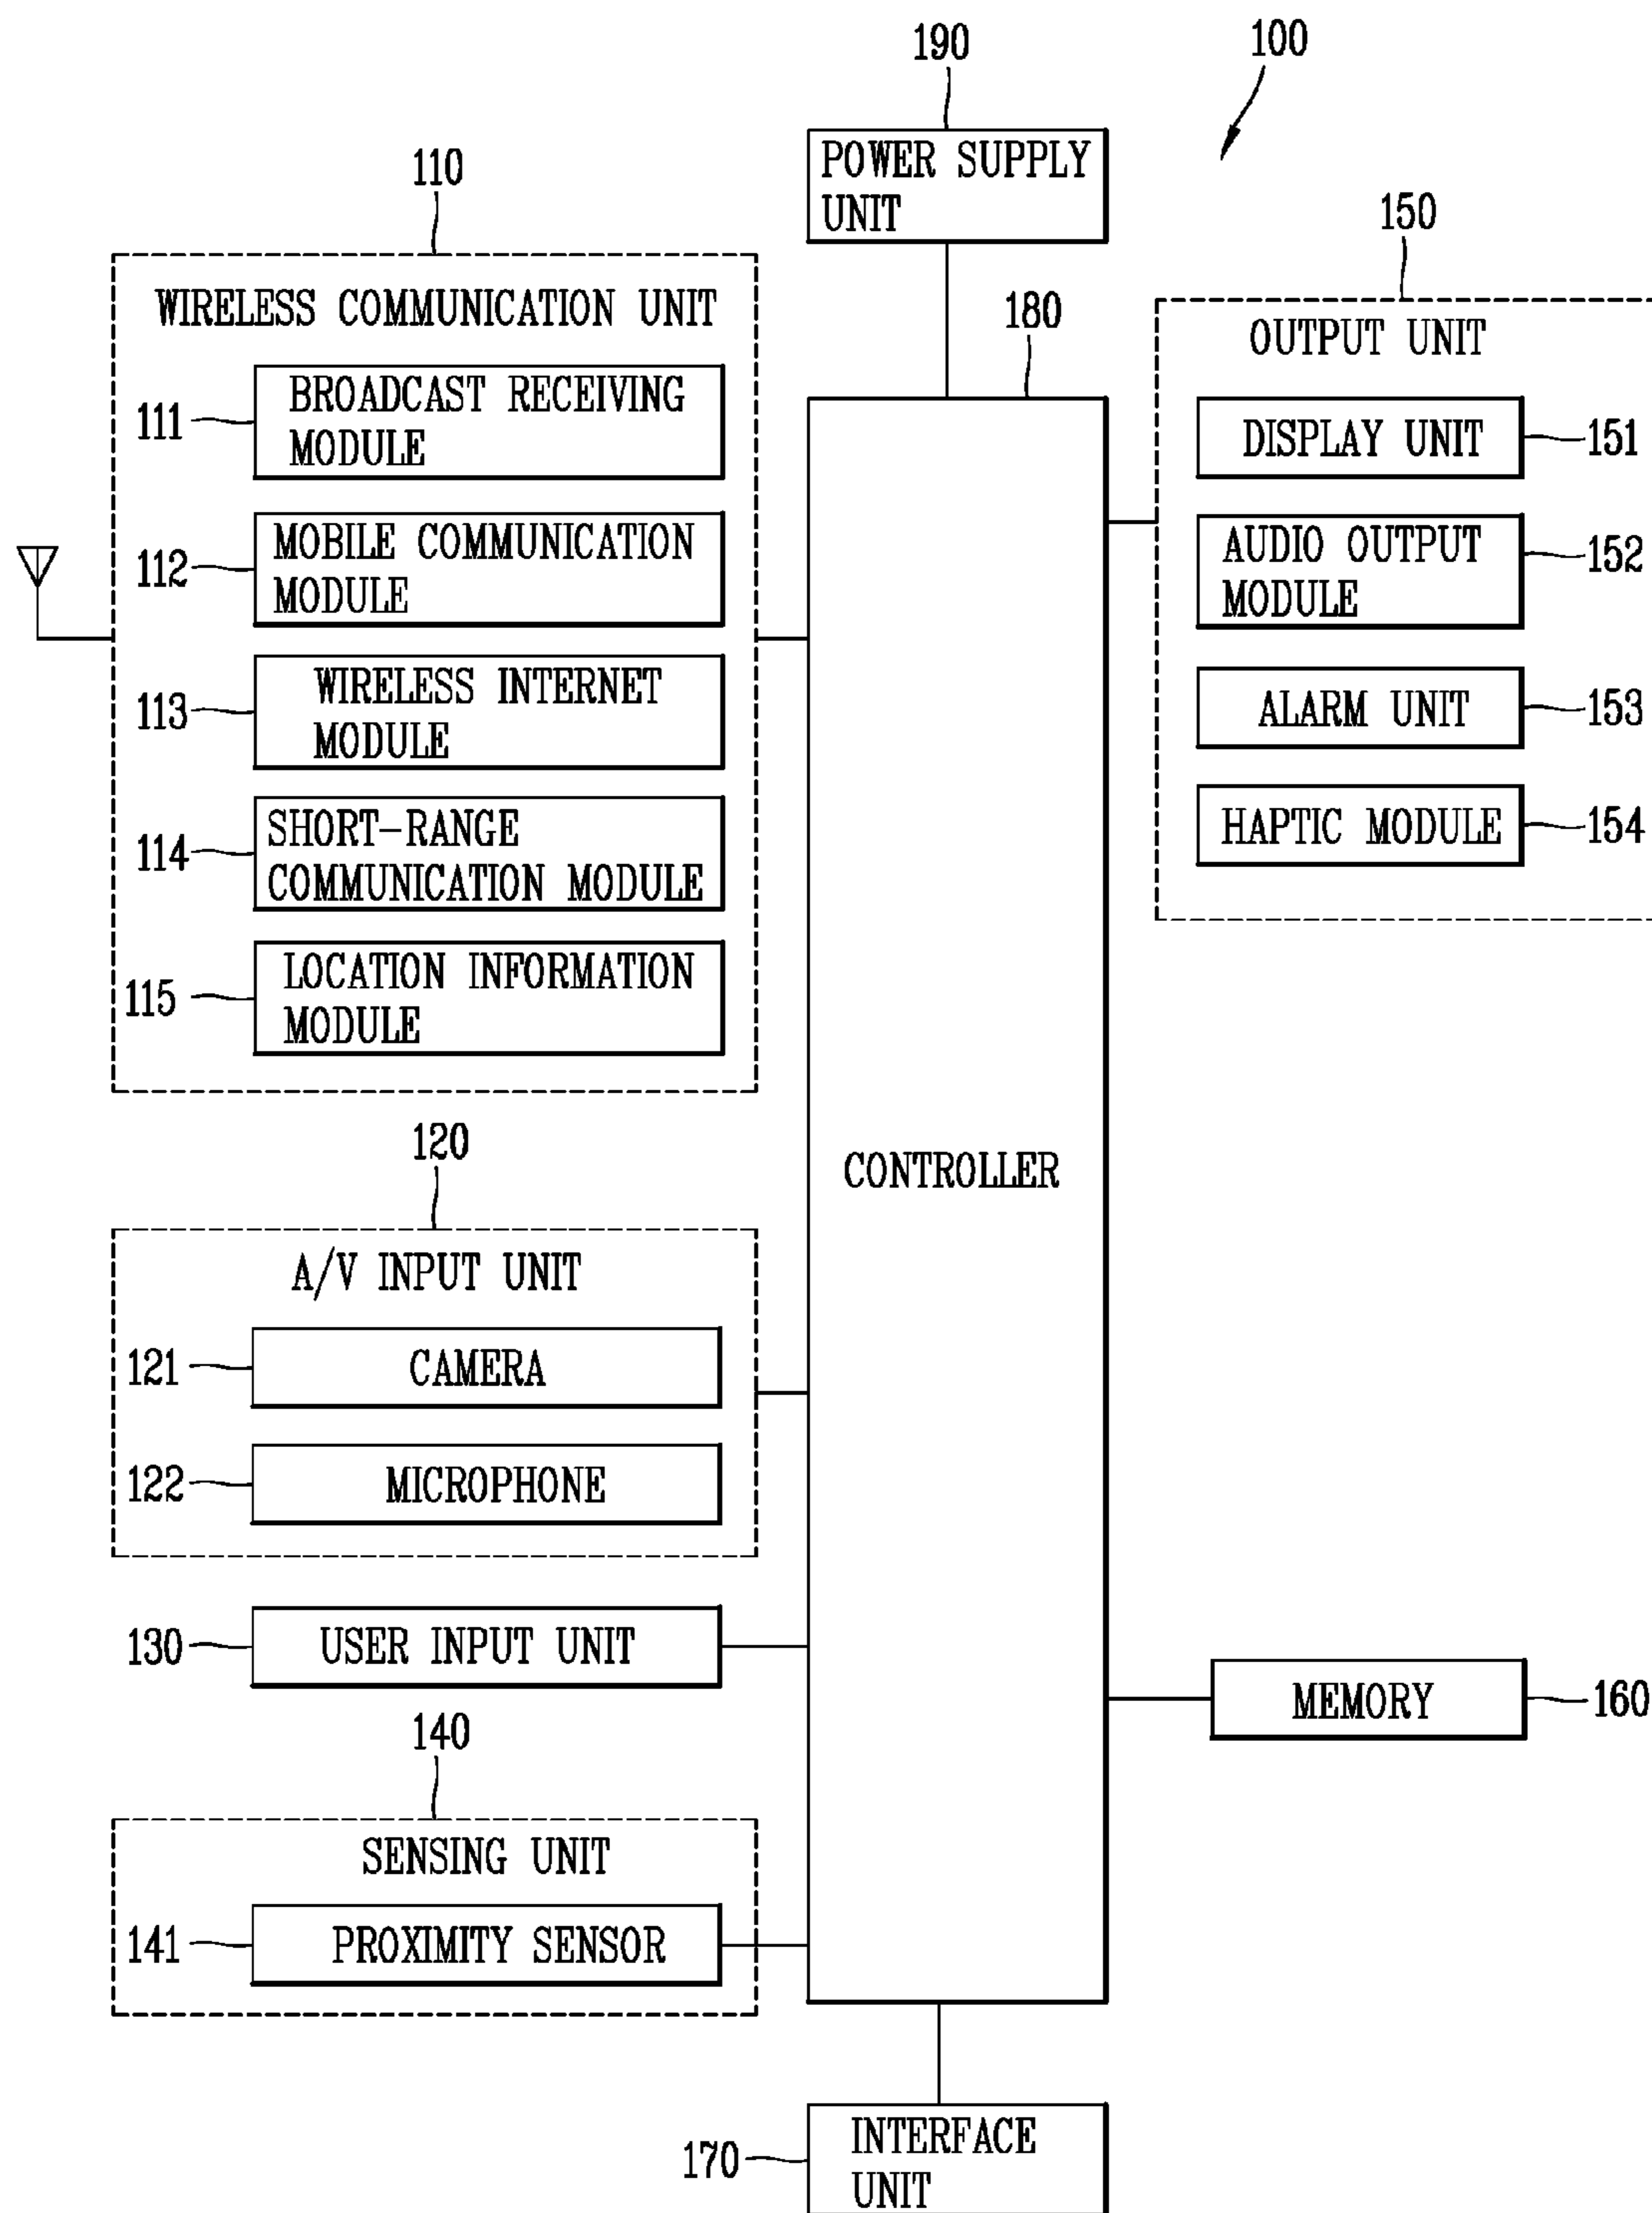 190
100
POWER SUPPLY
UNIT
110
WIRELESS COMMUNICATION UNIT
111
BROADCAST RECEIVING
MODULE
112
MOBILE COMMUNICATION
MODULE
113
WIRELESS INTERNET
MODULE
114
SHORT-RANGE
COMMUNICATION MODULE
115
LOCATION INFORMATION
MODULE
120
A/V INPUT UNIT
121
CAMERA
122
MICROPHONE
130
USER INPUT UNIT
140
SENSING UNIT
141
PROXIMITY SENSOR
180
CONTROLLER
150
OUTPUT UNIT
DISPLAY UNIT
151
AUDIO OUTPUT
MODULE
152
ALARM UNIT
153
HAPTIC MODULE
154
MEMORY
160
170
INTERFACE
UNIT